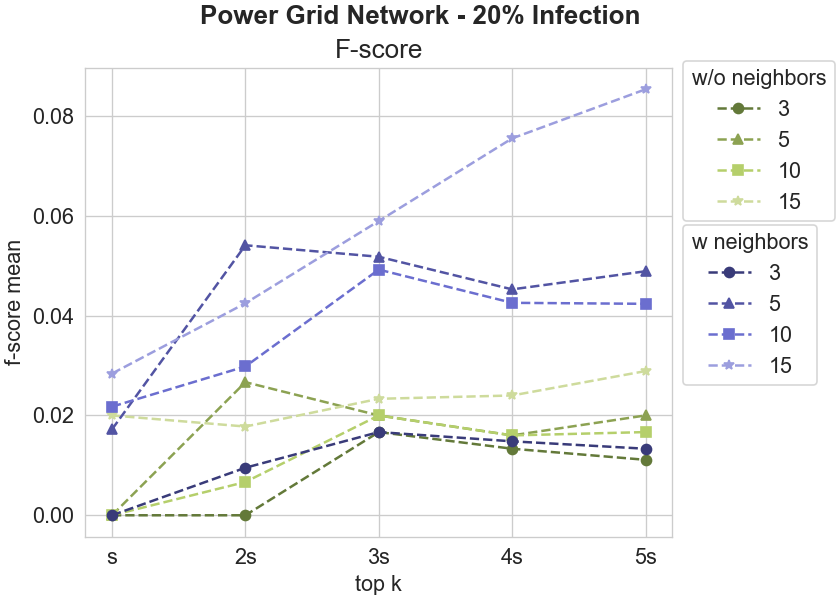 Power Grid Network - 20% Infection
F-score
f-score mean
0.08
0.06
0.04
0.02
0.00
s 2s 3s 4s 5s
top k
w/o neighbors
3
5
10
15
w neighbors
3
5
10
15